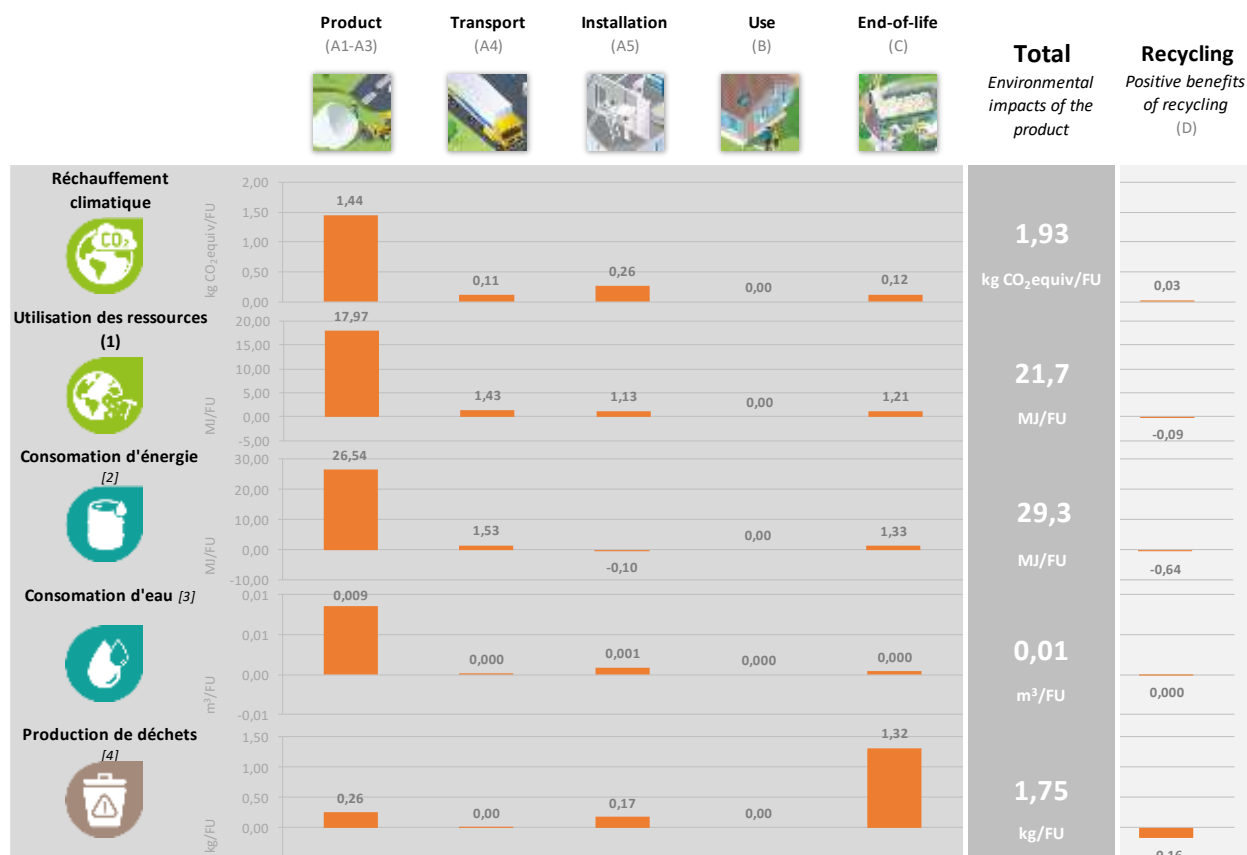 Product
(A1-A3)
Transport
(A4)
Installation
(A5)
Use
(B)
End-of-life
(C)
Total
Environmental
impacts of the
product
Recycling
Positive benefits
of recycling
(D)
Réchauffement
climatique
CO2
kg CO2equiv/FU
2,00
1,50
1,00
0,50
0,00
1,44
0,11
0,26
0,00
0,12
1,93
kg CO2equiv/FU
0,03
Utilisation des ressources
(1)
MJ/FU
20,00
15,00
10,00
5,00
0,00
-5,00
17,97
1,43
1,13
0,00
1,21
21,7
MJ/FU
-0,09
Consomation d'énergie
[2]
MJ/FU
30,00
20,00
10,00
0,00
-10,00
26,54
1,53
-0,10
0,00
1,33
29,3
MJ/FU
-0,64
Consomation d'eau [3]
m³/FU
0,01
0,01
0,00
-0,01
0,009
0,000
0,001
0,000
0,000
0,01
m³/FU
0,000
Production de déchets
[4]
kg/FU
1,50
1,00
0,50
0,00
0,26
0,00
0,17
0,00
1,32
1,75
kg/FU